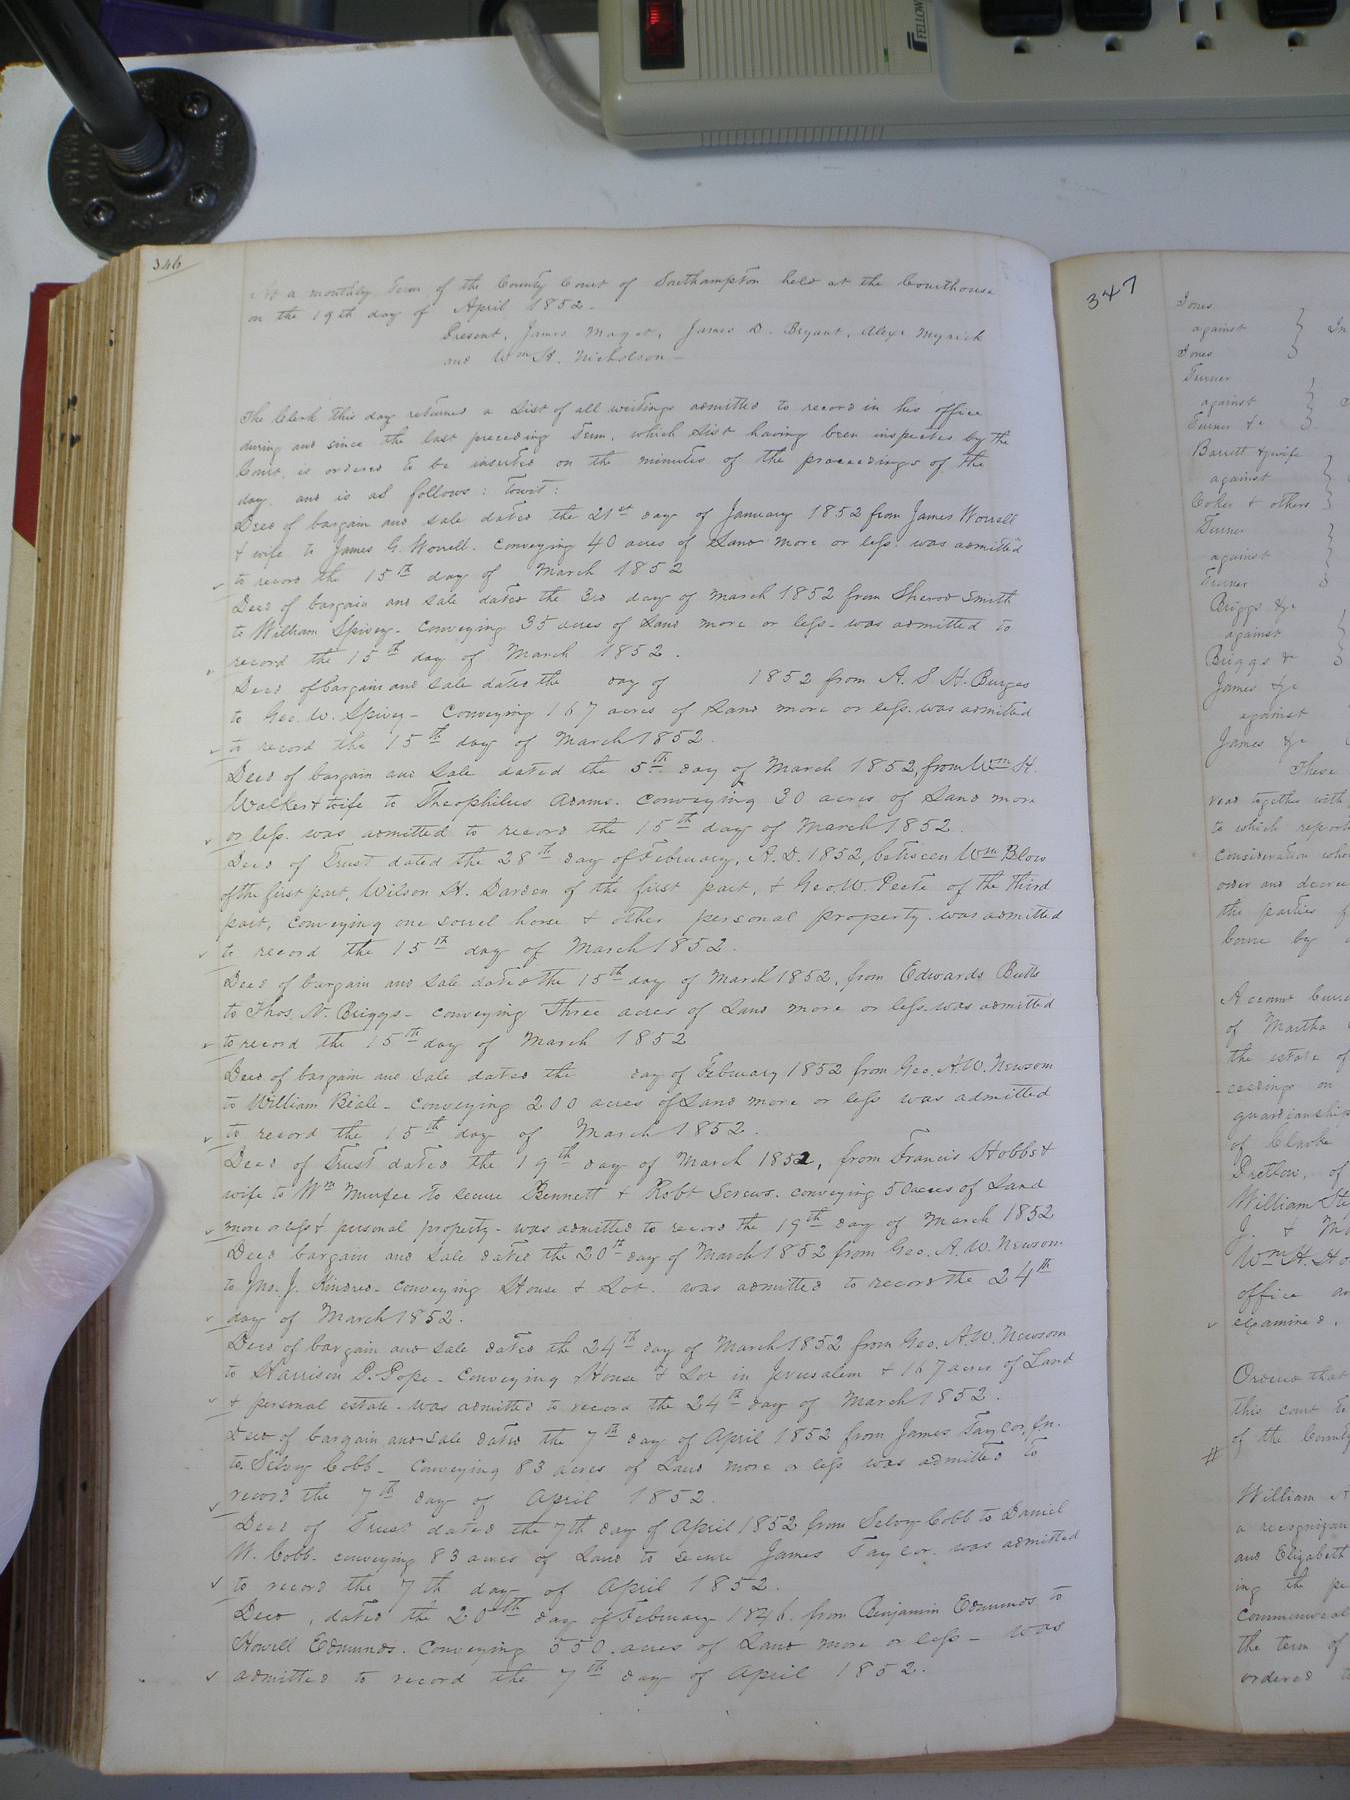 FELLOW
346
At a monthly Term of the County Court of Southampton held at the Courthouse
on the 19th day of April 1852.
Present, James Maget, James D. Bryant, Alexr Myrick
and Wm H. Nicholson
The Clerk this day returned a List of all writings admitted to record in his office
during and since the last preceding Term, which List having been inspected by the
Court, is ordered to be inserted on the minutes of the proceedings of the
day and is as follows: Towit:
Deed of bargain and sale dated the 21st day of January 1852 from James Worrell
& wife to James G. Worrell. conveying 40 acres of Land more or less. was admitted
to record the 15th day of March 1852
Deed of bargain and sale dated the 3rd day of March 1852 from Sherod Smith
to William Spivey - conveying 35 acres of Land more or less - was admitted to
record the 15th day of March 1852.
Deed of bargain and sale dated the day of 1852 from A. S. H. Burges
to Geo. W. Spivey - conveying 167 acres of Land more or less. was admitted
to record the 15th day of March 1852.
Deed of bargain and sale dated the 5th day of March 1852, from Wm H.
Walker & wife to Theophilus Adams. conveying 30 acres of Land more
or less. was admitted to record the 15th day of March 1852.
Deed of Trust dated the 28th day of February, A. D. 1852, between Wm Blow
of the first part, Wilson H. Darden of the first part, & Geo W. Peete of the third
part, conveying one sorrel horse & other personal property. was admitted
to record the 15th day of March 1852.
Deed of bargain and sale dated the 15th day of March 1852, from Edwards Butts
to Thos. N. Briggs - conveying Three acres of Land more or less. was admitted
to record the 15th day of March 1852
Deed of bargain and sale dated the day of February 1852 from Geo. A. W. Newsom
to William Beale - conveying 200 acres of Land more or less was admitted
to record the 15th day of March 1852.
Deed of Trust dated the 19th day of March 1852, from Francis Hobbs &
wife to Wm Murfee to secure Bennett & Robt Screws. conveying 50 acres of Land
more or less & personal property - was admitted to record the 19th day of March 1852
Deed bargain and sale dated the 20th day of March 1852 from Geo. A. W. Newsom
to Jno. J. Kindred - conveying House & Lot. was admitted to record the 24th
day of March 1852.
Deed of bargain and sale dated the 24th day of March 1852 from Geo. A. W. Newsom
to Harrison P. Pope - conveying House & Lot in Jerusalem & 167 acres of Land
& personal estate - was admitted to record the 24th day of March 1852.
Deed of bargain and sale dated the 7th day of April 1852 from James Taylor, Jr.
to Selvy Cobb - conveying 83 acres of Land more or less was admitted to
record the 7th day of April 1852.
Deed of Trust dated the 7th day of April 1852 from Selvy Cobb to Daniel
W. Cobb - conveying 83 acres of Land to secure James Taylor. was admitted
to record the 7th day of April 1852.
Deed, dated the 20th day of February 1846. from Benjamin Edmunds to
Howell Edmunds. conveying 550 acres of Land more or less - was
admitted to record the 7th day of April 1852.
347
Jones
against
Jones
Turner
against
Turner &c
Barrett & wife
against
Coker & others
Turner
against
Turner
Briggs &c
against
Briggs &c
James &c
against
James &c
These
read together with
to which
consideration
order and decree
the parties
borne by
Account
of Martha
the estate of
-ceedings on
guardianship
of Clarke
Pretlow, of
William
J. &
Wm H.
office
examined.
Ordered that
this court
of the County
#
William
a
and Elizabeth
ing the
Commonweal
the term of
ordered